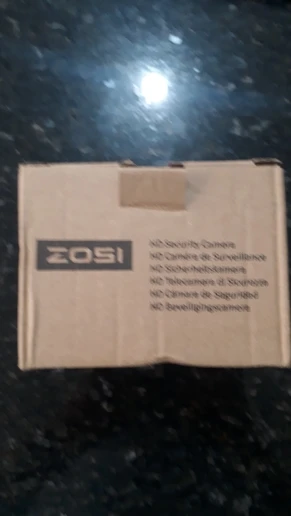 ZOSI
HD Security Camera
HD Caméra de Surveillance
HD Sicherheitskamera
HD Telecamera di Sicurezza
HD Cámara de Seguridad
HD Beveiligingscamera